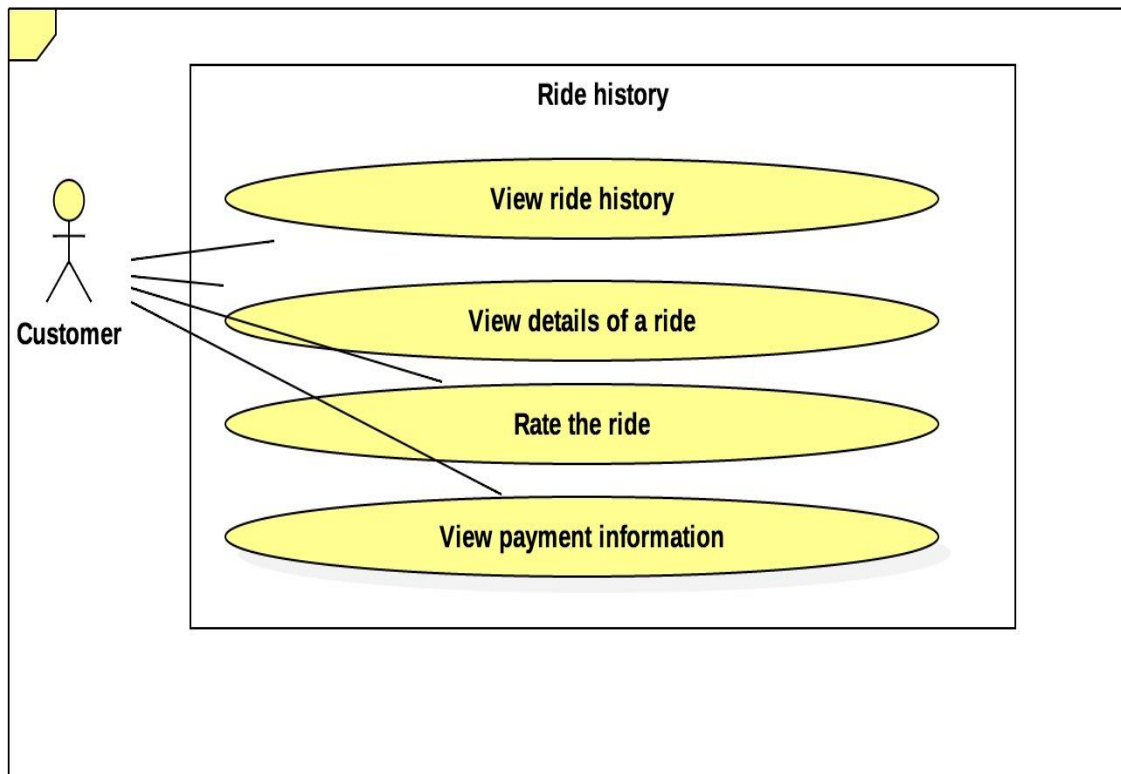 Ride history
View ride history
Customer
View details of a ride
Rate the ride
View payment information